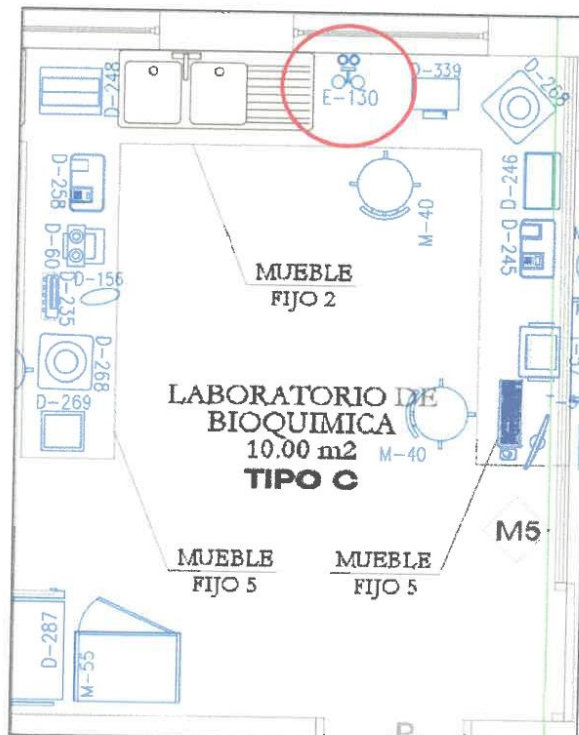 D-248
E-130
D-339
D-268
D-258
M-40
D-246
D-245
D-60
D-156
D-235
MUEBLE
FIJO 2
D-268
D-269
LABORATORIO DE
BIOQUIMICA
10.00 m2
TIPO C
M-40
M5
MUEBLE
FIJO 5
MUEBLE
FIJO 5
D-287
M-55